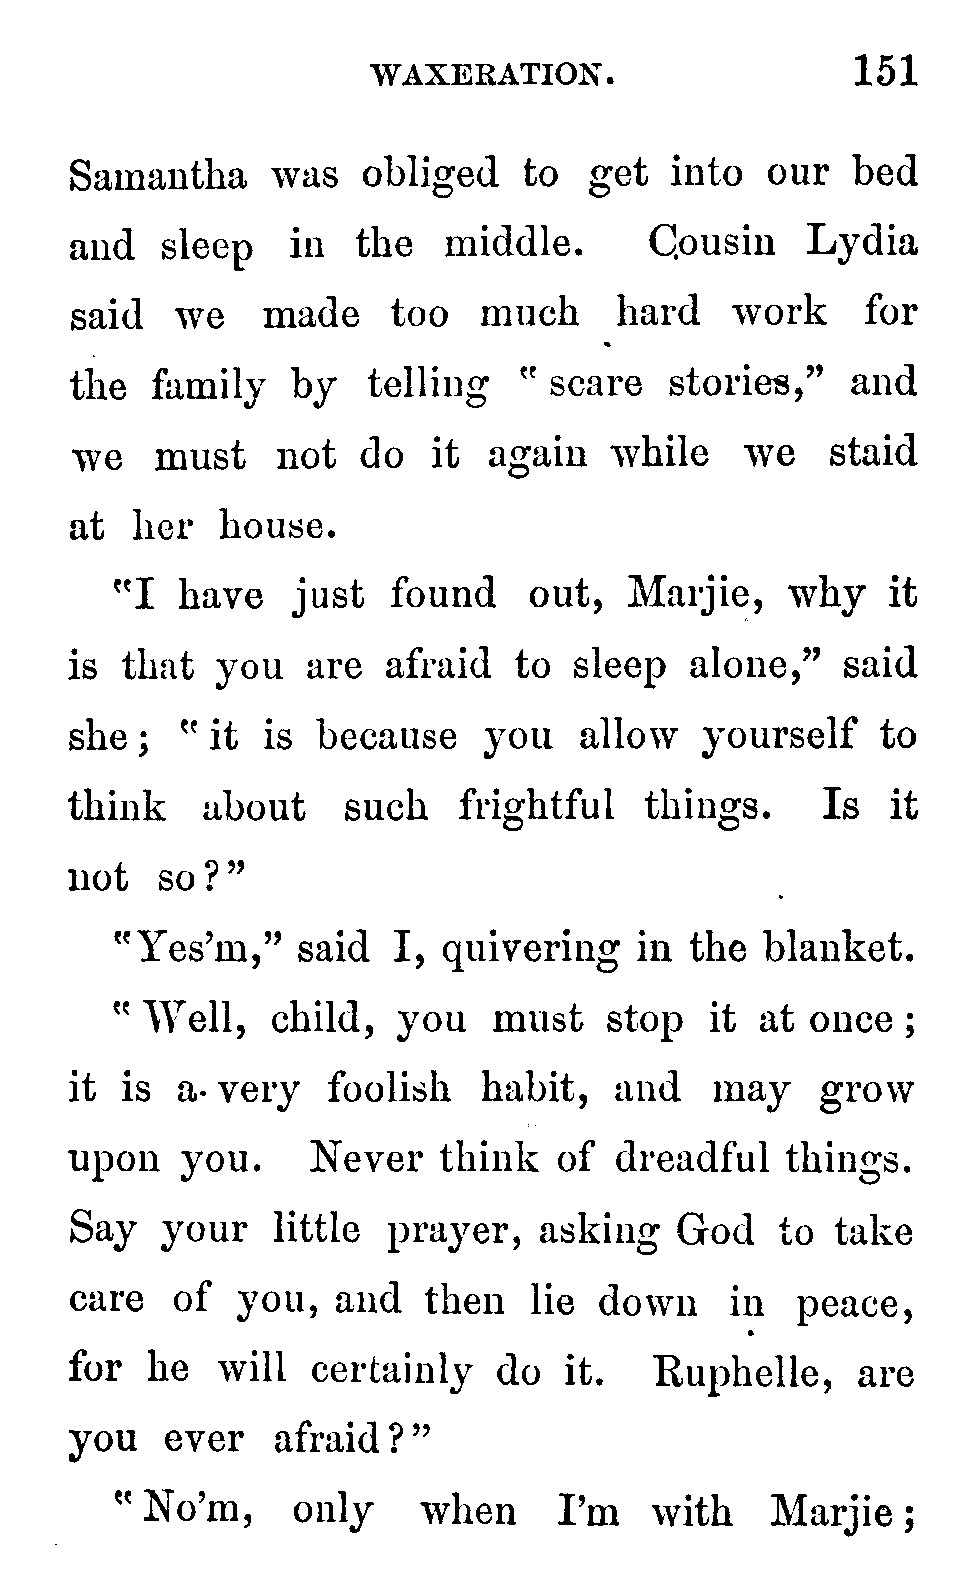 WAXERATION. 151
Samantha was obliged to get into our bed
and sleep in the middle. Cousin Lydia
said we made too much hard work for
the family by telling "scare stories," and
we must not do it again while we staid
at her house.
"I have just found out, Marjie, why it
is that you are afraid to sleep alone," said
she; "it is because you allow yourself to
think about such frightful things. Is it
not so?"
"Yes'm," said I, quivering in the blanket.
"Well, child, you must stop it at once;
it is a very foolish habit, and may grow
upon you. Never think of dreadful things.
Say your little prayer, asking God to take
care of you, and then lie down in peace,
for he will certainly do it. Ruphelle, are
you ever afraid?"
"No'm, only when I'm with Marjie;